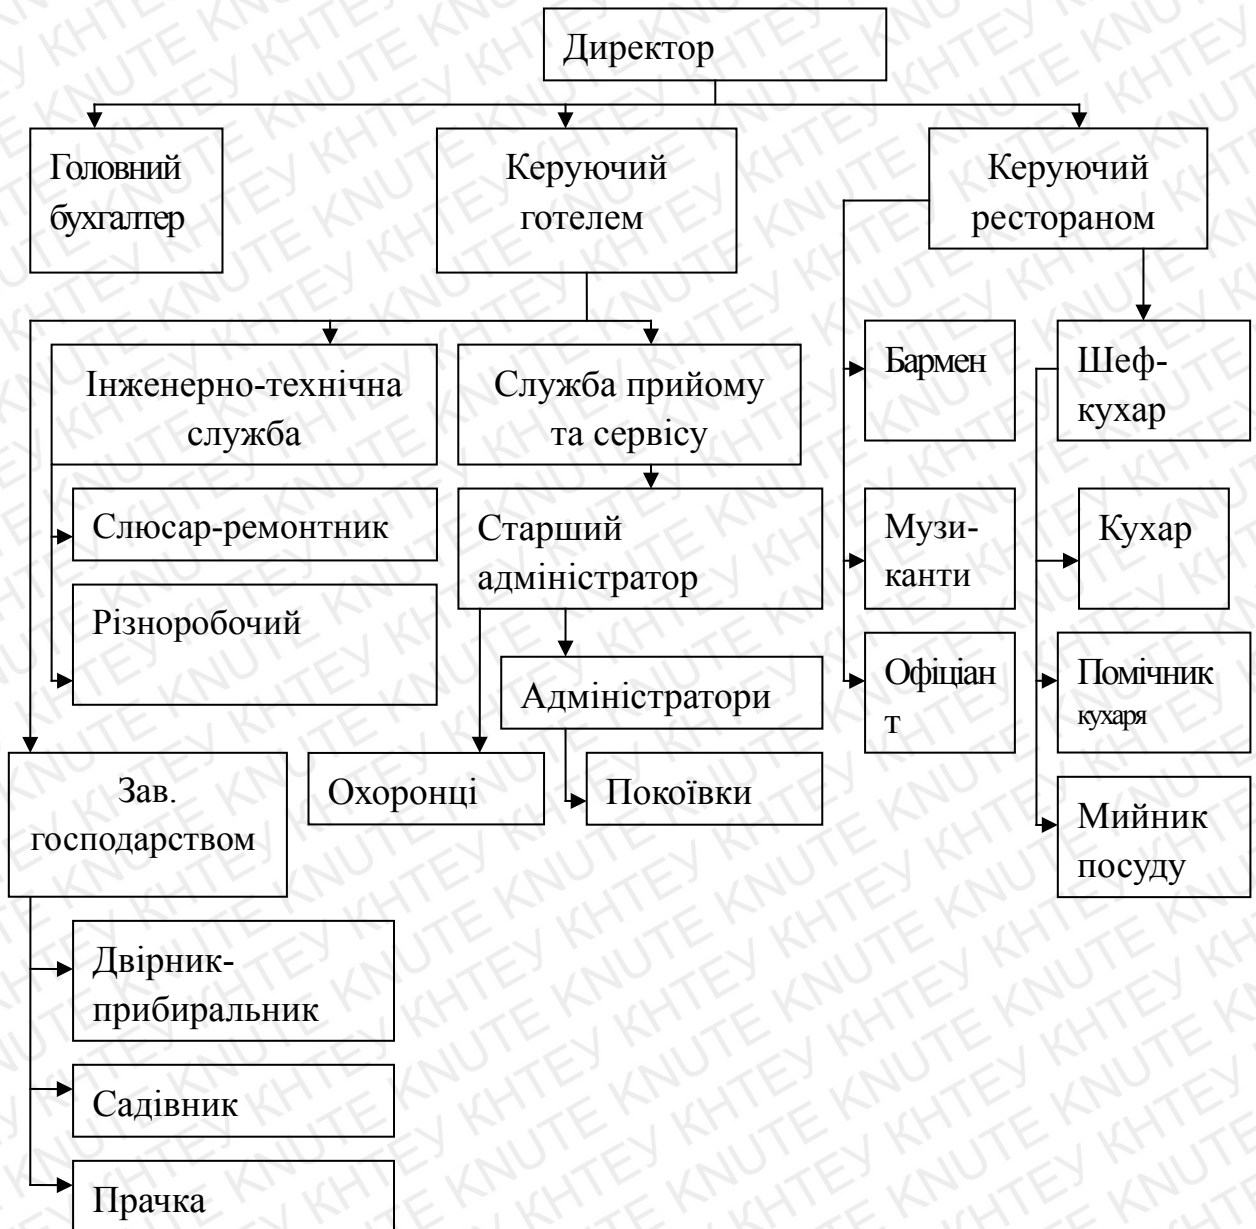 Директор
Головний
бухгалтер
Керуючий
готелем
Керуючий
рестораном
Інженерно-технічна
служба
Служба прийому
та сервісу
Бармен
Шеф-
кухар
Слюсар-ремонтник
Старший
адміністратор
Музи-
канти
Кухар
Різноробочий
Адміністратори
Офіціан
т
Помічник
кухаря
Зав.
господарством
Охоронці
Покоївки
Мийник
посуду
Двірник-
прибиральник
Садівник
Прачка